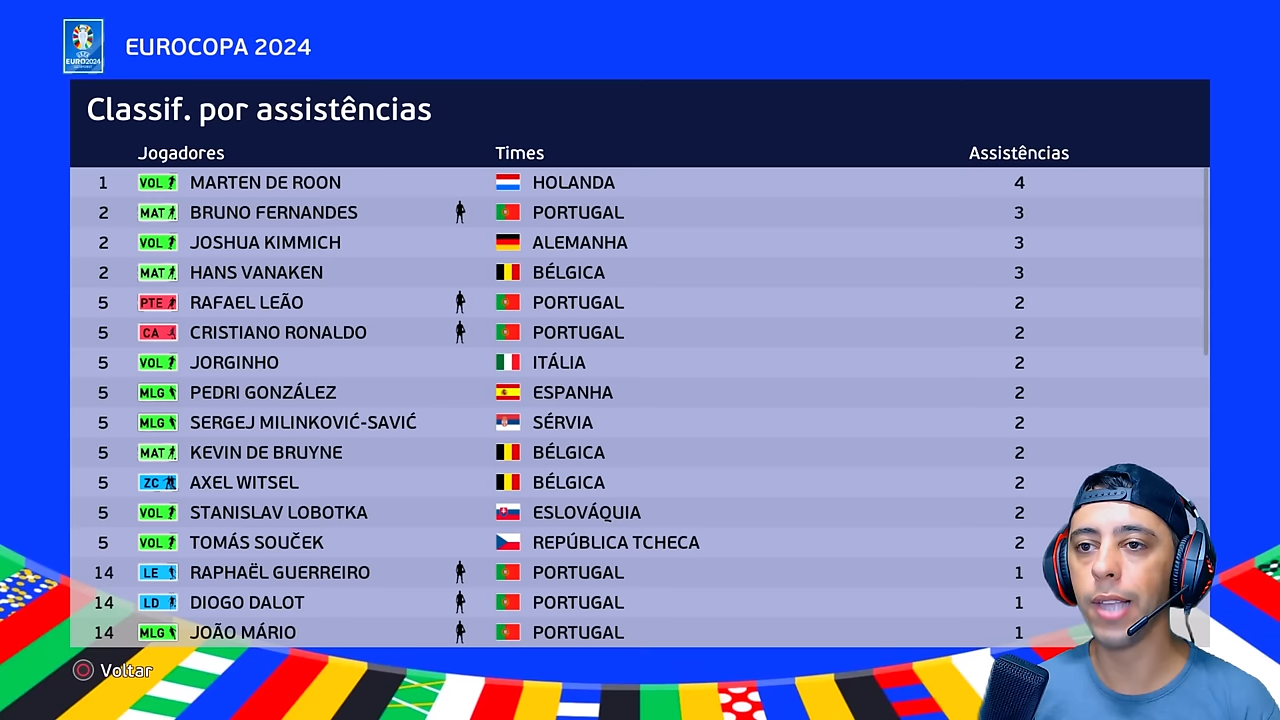 EURO2024
EUROCOPA 2024
Classif. por assistências
Jogadores Times Assistências
1 VOL MARTEN DE ROON HOLANDA 4
2 MAT BRUNO FERNANDES PORTUGAL 3
2 VOL JOSHUA KIMMICH ALEMANHA 3
2 MAT HANS VANAKEN BÉLGICA 3
5 PTE RAFAEL LEÃO PORTUGAL 2
5 CA CRISTIANO RONALDO PORTUGAL 2
5 VOL JORGINHO ITÁLIA 2
5 MLG PEDRI GONZÁLEZ ESPANHA 2
5 MLG SERGEJ MILINKOVIĆ-SAVIĆ SÉRVIA 2
5 MAT KEVIN DE BRUYNE BÉLGICA 2
5 ZC AXEL WITSEL BÉLGICA 2
5 VOL STANISLAV LOBOTKA ESLOVÁQUIA 2
5 VOL TOMÁS SOUČEK REPÚBLICA TCHECA 2
14 LE RAPHAËL GUERREIRO PORTUGAL 1
14 LD DIOGO DALOT PORTUGAL 1
14 MLG JOÃO MÁRIO PORTUGAL 1
Voltar